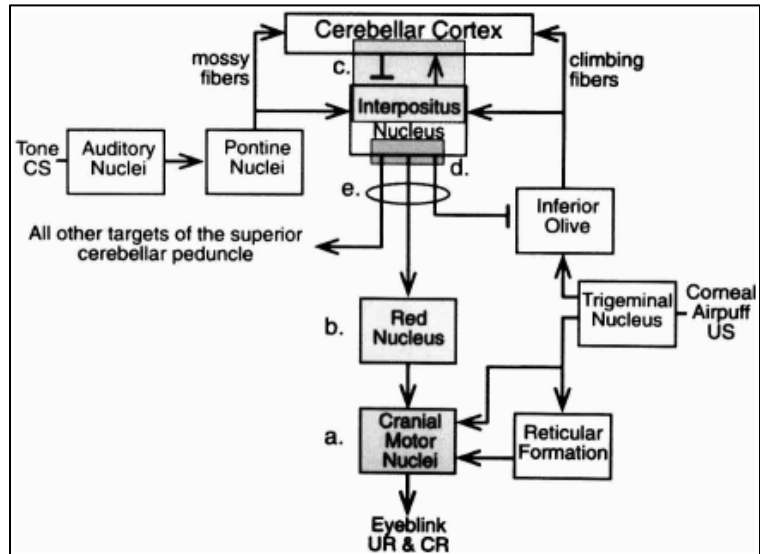 Cerebellar Cortex
mossy
fibers
c.
climbing
fibers
Interpositus
Nucleus
Tone
CS
Auditory
Nuclei
Pontine
Nuclei
d.
e.
Inferior
Olive
All other targets of the superior
cerebellar peduncle
Trigeminal
Nucleus
Corneal
Airpuff
US
b.
Red
Nucleus
a.
Cranial
Motor
Nuclei
Reticular
Formation
Eyeblink
UR & CR